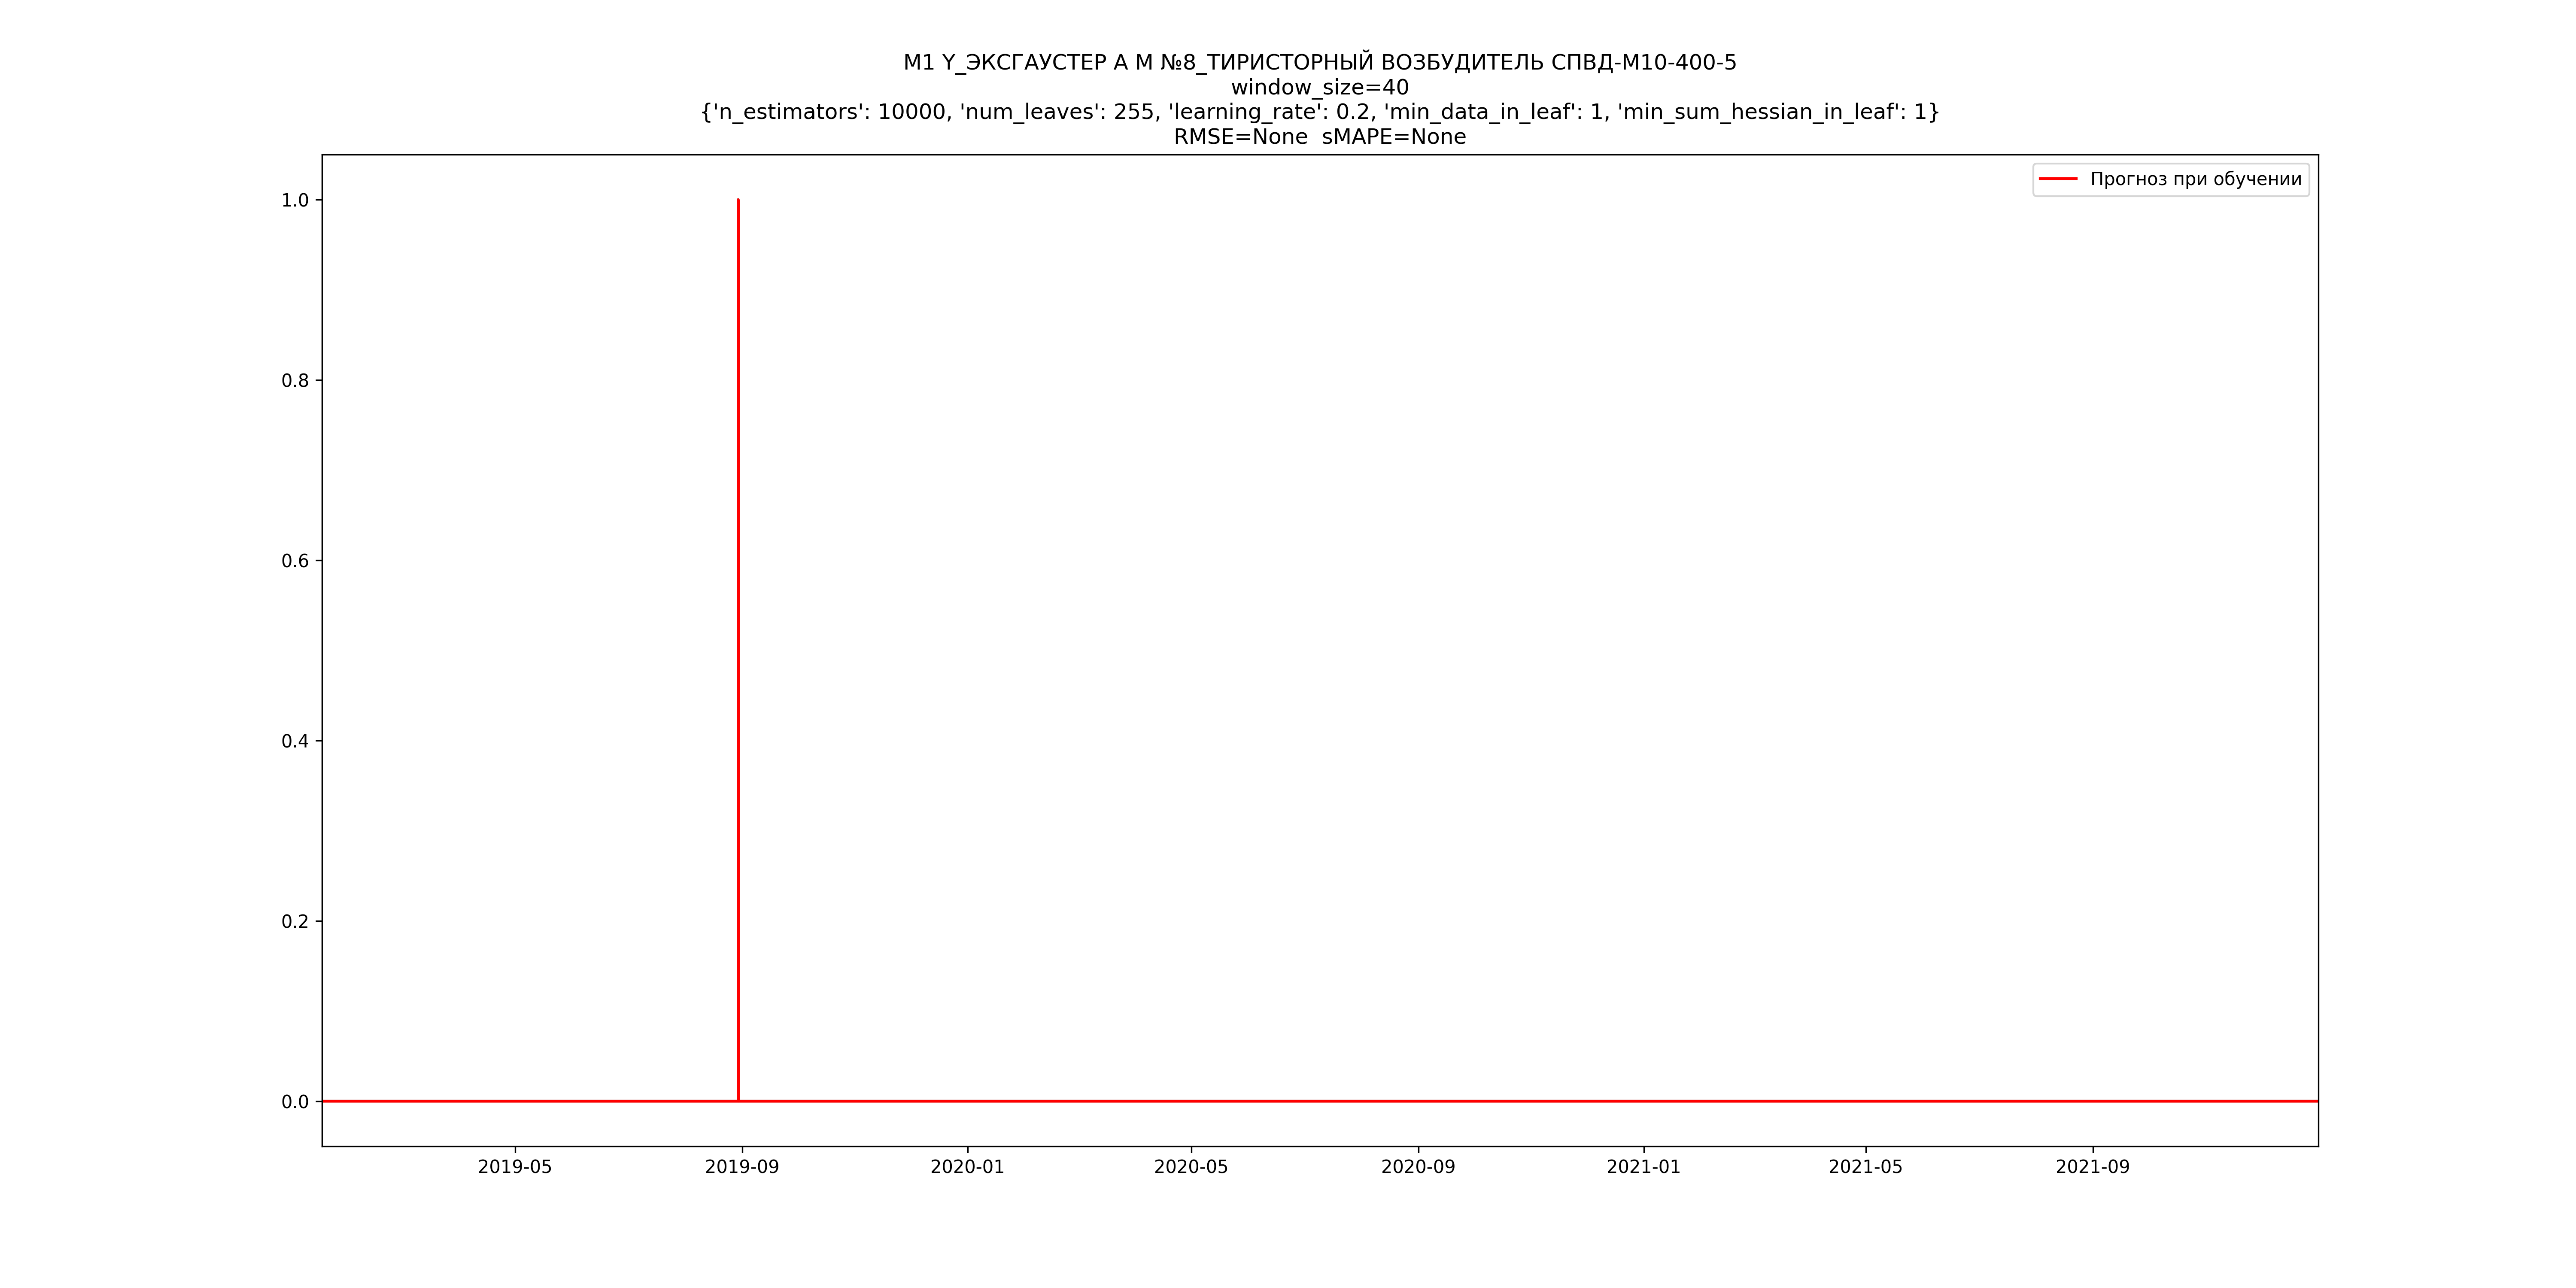 М1 Y_ЭКСГАУСТЕР А М №8_ТИРИСТОРНЫЙ ВОЗБУДИТЕЛЬ СПВД-М10-400-5
window_size=40
{'n_estimators': 10000, 'num_leaves': 255, 'learning_rate': 0.2, 'min_data_in_leaf': 1, 'min_sum_hessian_in_leaf': 1}
RMSE=None  sMAPE=None
Прогноз при обучении
1.0
0.8
0.6
0.4
0.2
0.0
2019-05 2019-09 2020-01 2020-05 2020-09 2021-01 2021-05 2021-09